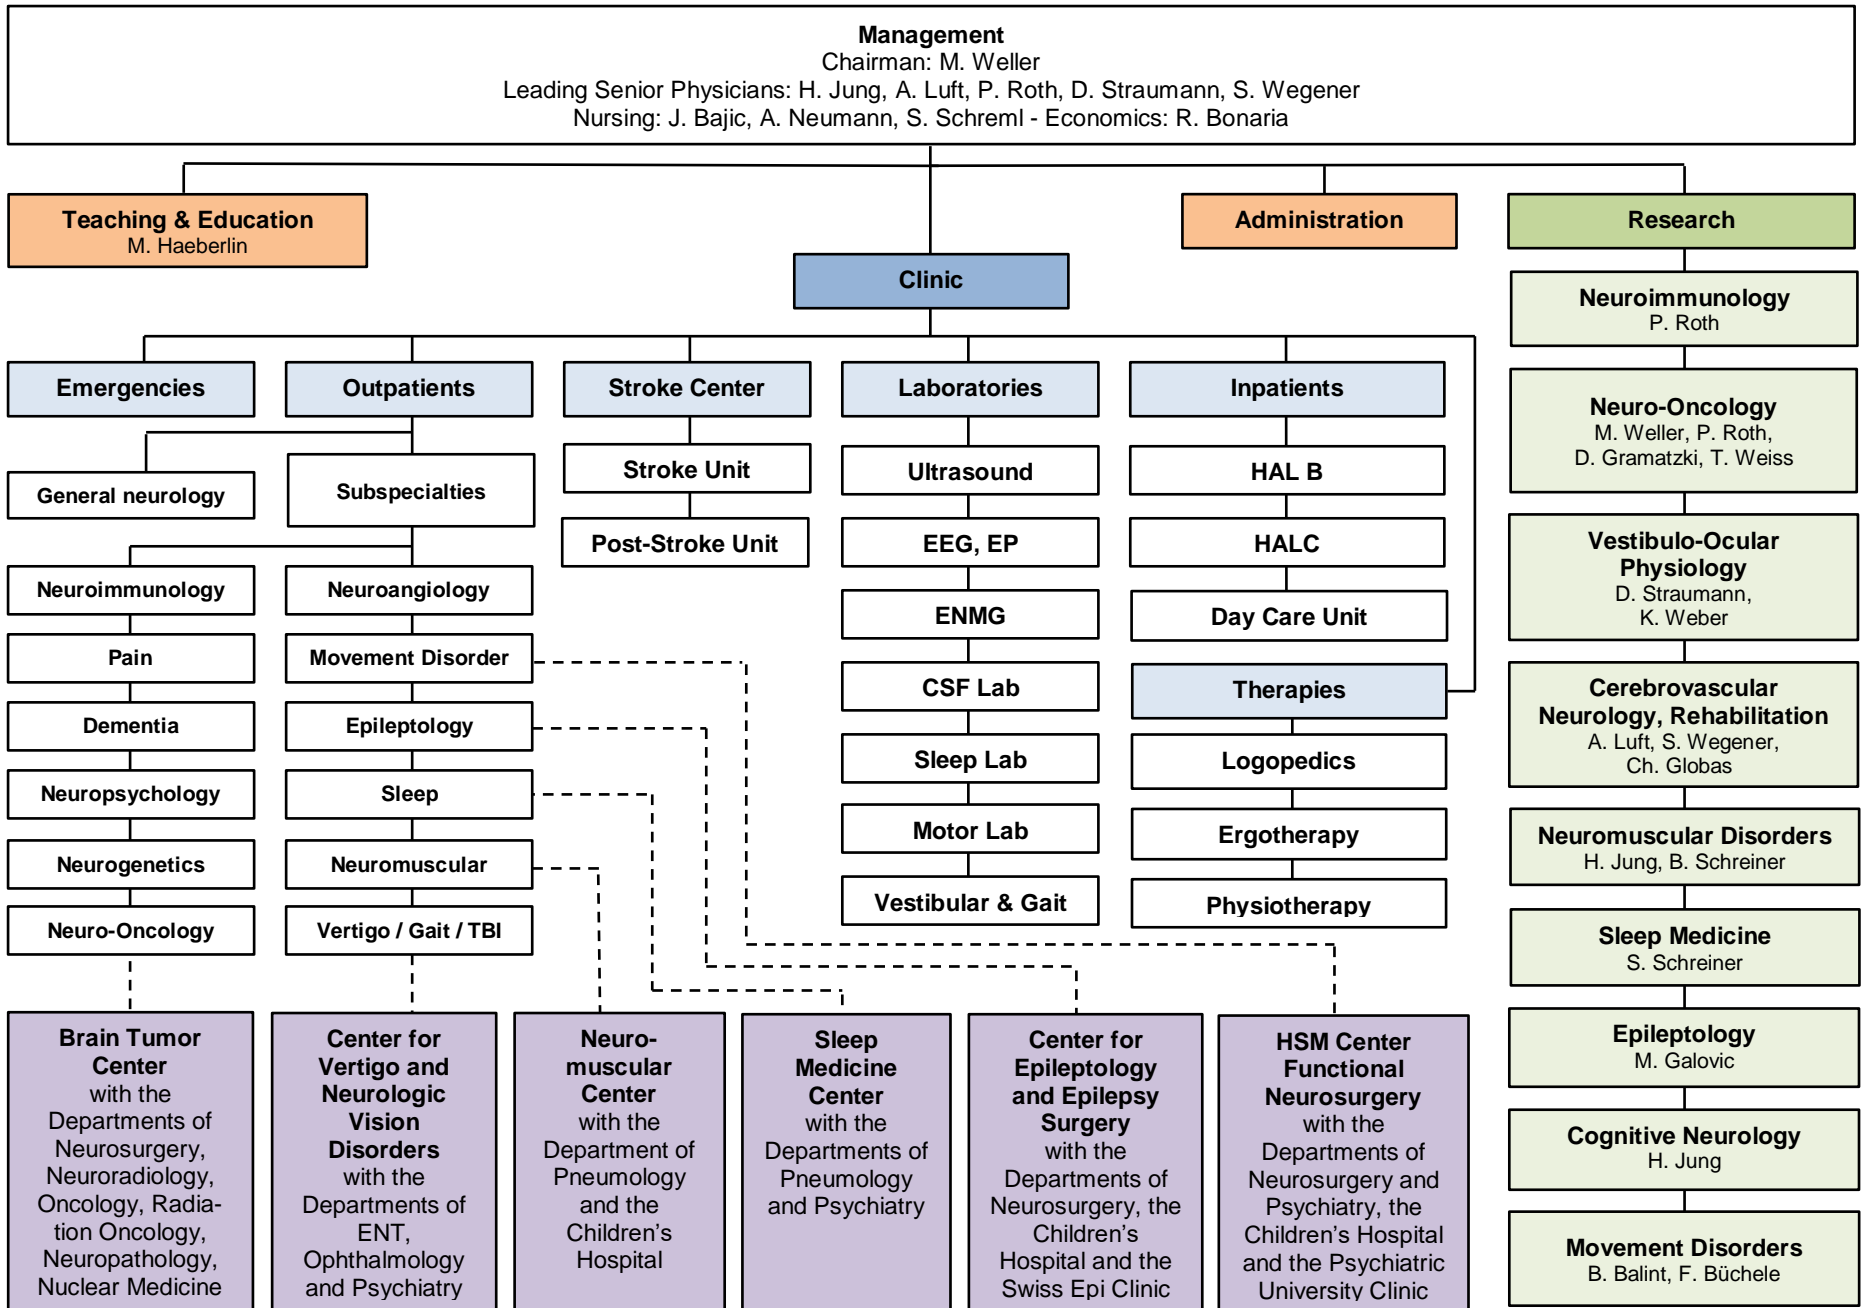 Management
Chairman: M. Weller
Leading Senior Physicians: H. Jung, A. Luft, P. Roth, D. Straumann, S. Wegener
Nursing: J. Bajic, A. Neumann, S. Schreml - Economics: R. Bonaria
Teaching & Education
M. Haeberlin
Administration
Research
Clinic
Emergencies
Outpatients
Stroke Center
Laboratories
Inpatients
General neurology
Subspecialties
Neuroimmunology
Pain
Dementia
Neuropsychology
Neurogenetics
Neuro-Oncology
Neuroangiology
Movement Disorder
Epileptology
Sleep
Neuromuscular
Vertigo / Gait / TBI
Stroke Unit
Post-Stroke Unit
Ultrasound
EEG, EP
ENMG
CSF Lab
Sleep Lab
Motor Lab
Vestibular & Gait
HAL B
HALC
Day Care Unit
Therapies
Logopedics
Ergotherapy
Physiotherapy
Neuroimmunology
P. Roth
Neuro-Oncology
M. Weller, P. Roth,
D. Gramatzki, T. Weiss
Vestibulo-Ocular
Physiology
D. Straumann,
K. Weber
Cerebrovascular
Neurology, Rehabilitation
A. Luft, S. Wegener,
Ch. Globas
Neuromuscular Disorders
H. Jung, B. Schreiner
Sleep Medicine
S. Schreiner
Epileptology
M. Galovic
Cognitive Neurology
H. Jung
Movement Disorders
B. Balint, F. Büchele
Brain Tumor
Center
with the
Departments of
Neurosurgery,
Neuroradiology,
Oncology, Radia-
tion Oncology,
Neuropathology,
Nuclear Medicine
Center for
Vertigo and
Neurologic
Vision
Disorders
with the
Departments of
ENT,
Ophthalmology
and Psychiatry
Neuro-
muscular
Center
with the
Department of
Pneumology
and the
Children's
Hospital
Sleep
Medicine
Center
with the
Departments of
Pneumology
and Psychiatry
Center for
Epileptology
and Epilepsy
Surgery
with the
Departments of
Neurosurgery, the
Children's
Hospital and the
Swiss Epi Clinic
HSM Center
Functional
Neurosurgery
with the
Departments of
Neurosurgery and
Psychiatry, the
Children's Hospital
and the Psychiatric
University Clinic